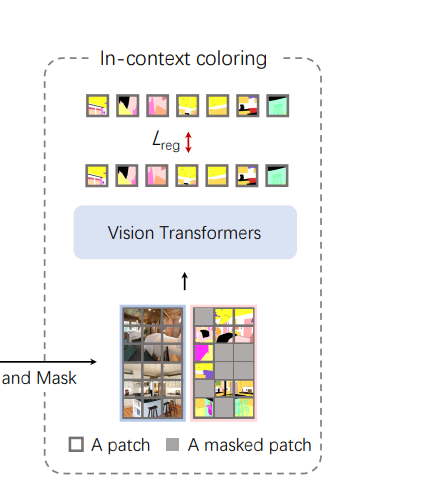 In-context coloring
Lreg
Vision Transformers
and Mask
A patch
A masked patch